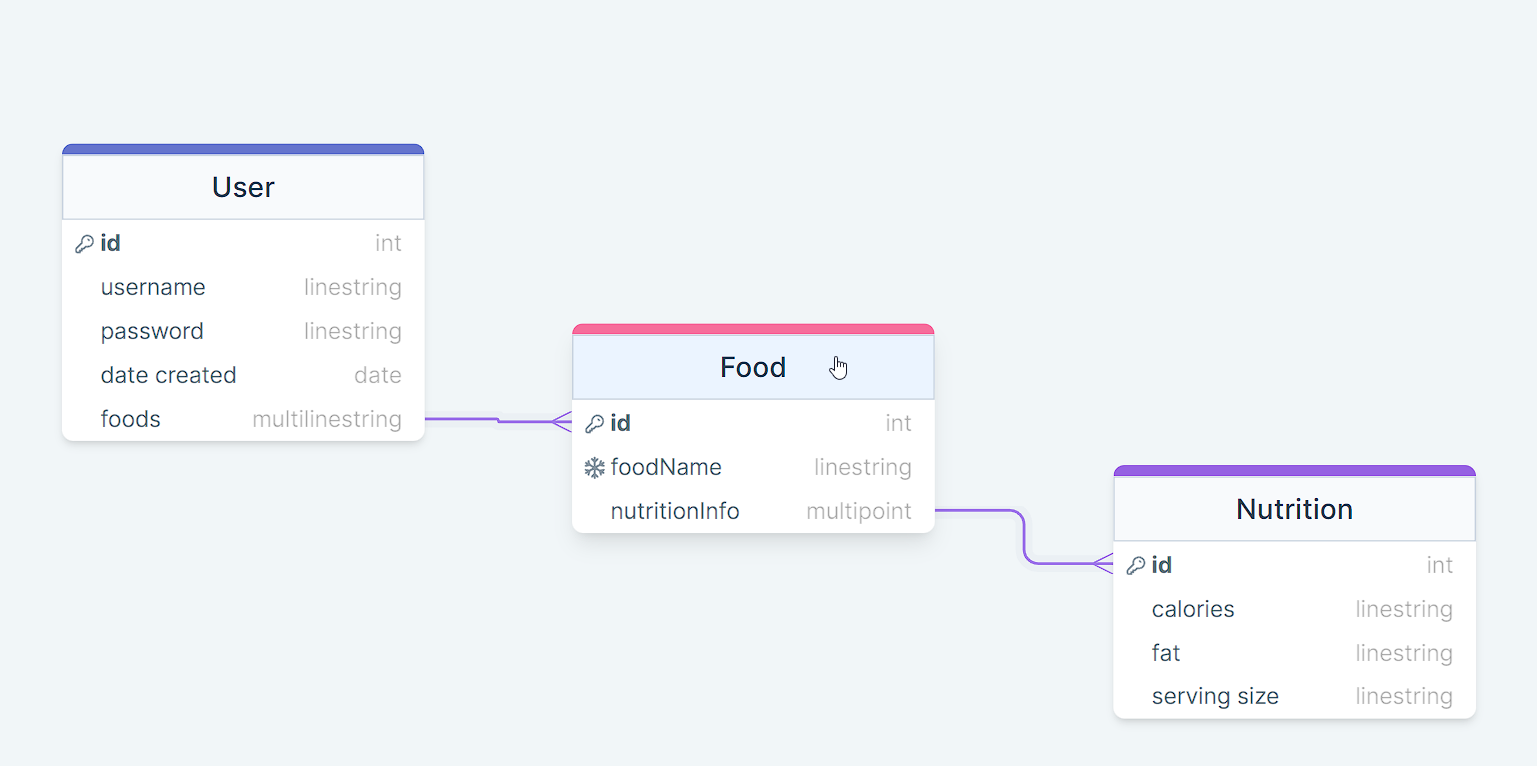 User
id int
username linestring
password linestring
date created date
foods multilinestring
Food
id int
foodName linestring
nutritionInfo multipoint
Nutrition
id int
calories linestring
fat linestring
serving size linestring